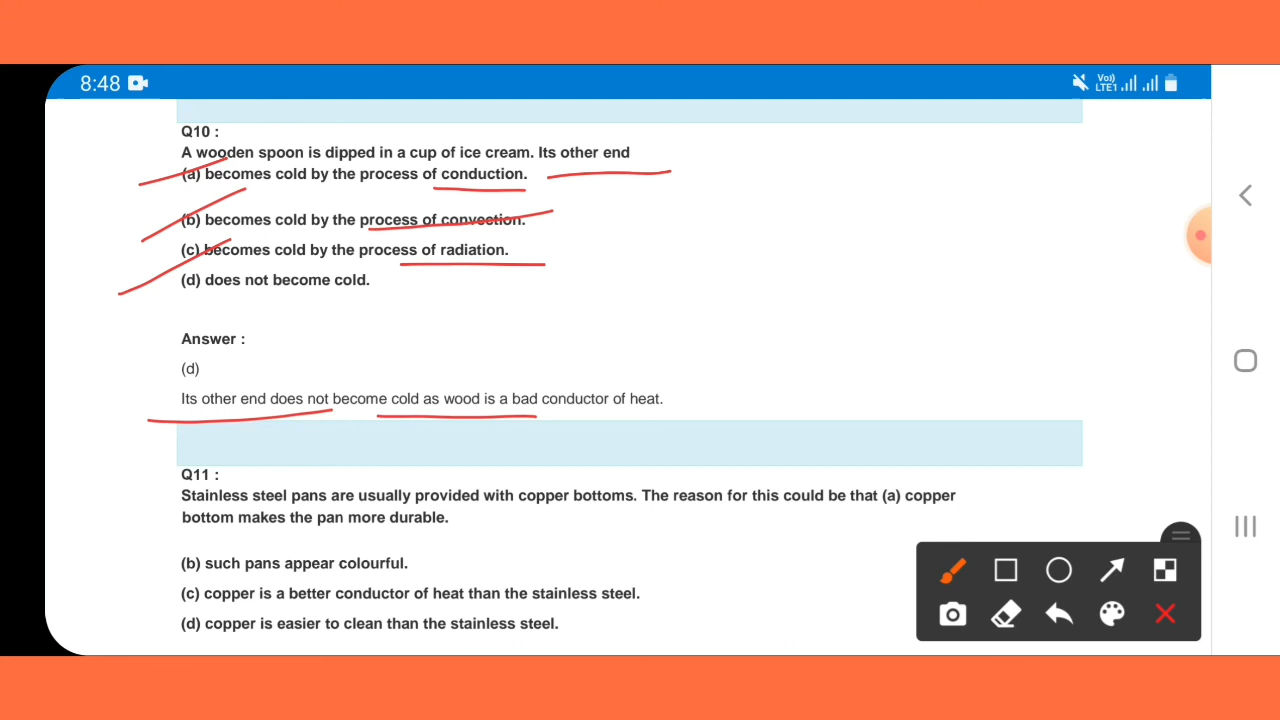 8:48
Vo))
LTE1
Q10 :
A wooden spoon is dipped in a cup of ice cream. Its other end
(a) becomes cold by the process of conduction.
(b) becomes cold by the process of convection.
(c) becomes cold by the process of radiation.
(d) does not become cold.
Answer :
(d)
Its other end does not become cold as wood is a bad conductor of heat.
Q11 :
Stainless steel pans are usually provided with copper bottoms. The reason for this could be that (a) copper
bottom makes the pan more durable.
(b) such pans appear colourful.
(c) copper is a better conductor of heat than the stainless steel.
(d) copper is easier to clean than the stainless steel.